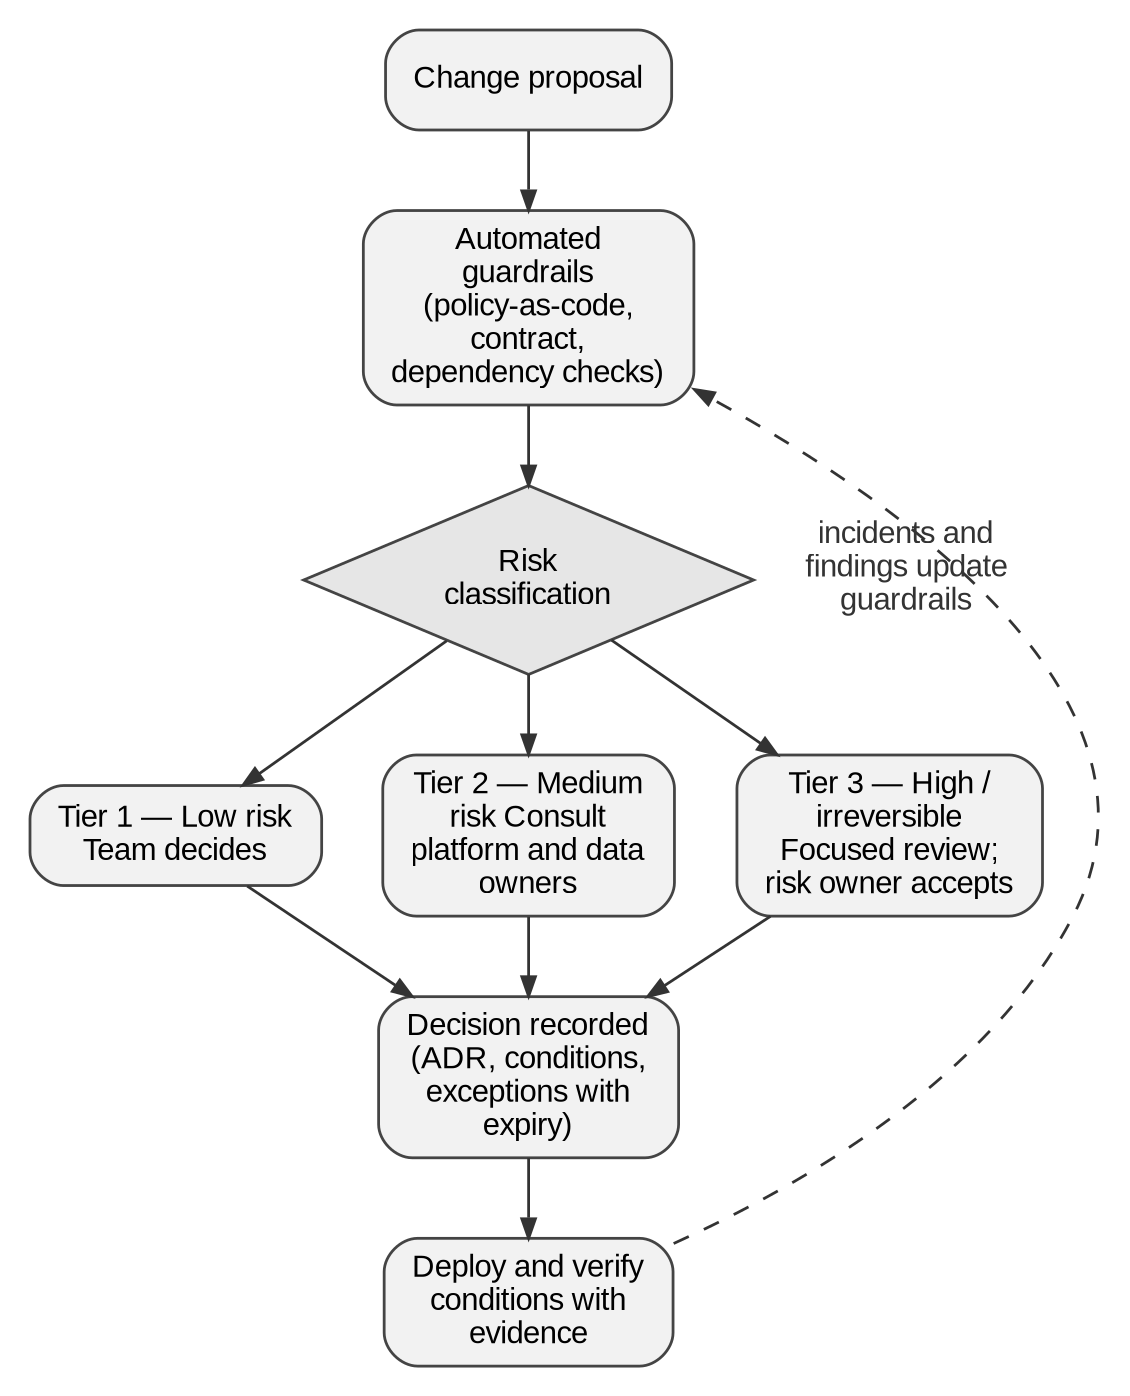 Change proposal
Automated
guardrails
(policy-as-code,
contract,
dependency checks)
Risk
classification
incidents and
findings update
guardrails
Tier 1 — Low risk
Team decides
Tier 2 — Medium
risk Consult
platform and data
owners
Tier 3 — High /
irreversible
Focused review;
risk owner accepts
Decision recorded
(ADR, conditions,
exceptions with
expiry)
Deploy and verify
conditions with
evidence